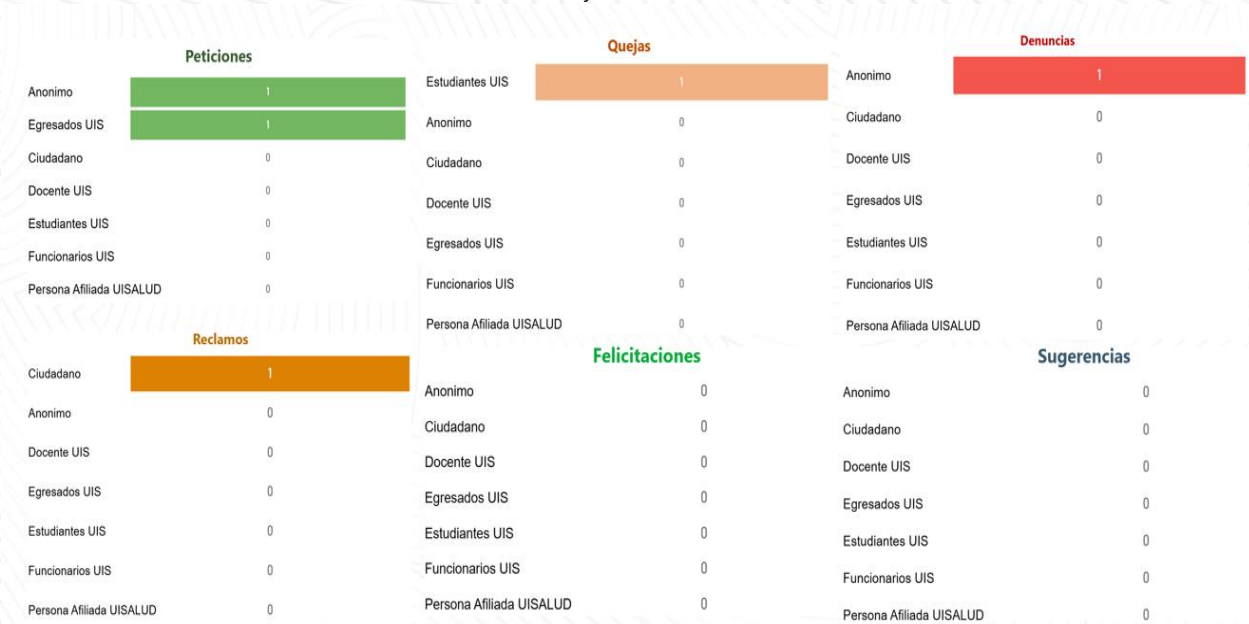 Peticiones
Anonimo 1
Egresados UIS 1
Ciudadano 0
Docente UIS 0
Estudiantes UIS 0
Funcionarios UIS 0
Persona Afiliada UISALUD 0
Quejas
Estudiantes UIS 1
Anonimo 0
Ciudadano 0
Docente UIS 0
Egresados UIS 0
Funcionarios UIS 0
Persona Afiliada UISALUD 0
Denuncias
Anonimo 1
Ciudadano 0
Docente UIS 0
Egresados UIS 0
Estudiantes UIS 0
Funcionarios UIS 0
Persona Afiliada UISALUD 0
Reclamos
Ciudadano 1
Anonimo 0
Docente UIS 0
Egresados UIS 0
Estudiantes UIS 0
Funcionarios UIS 0
Persona Afiliada UISALUD 0
Felicitaciones
Anonimo 0
Ciudadano 0
Docente UIS 0
Egresados UIS 0
Estudiantes UIS 0
Funcionarios UIS 0
Persona Afiliada UISALUD 0
Sugerencias
Anonimo 0
Ciudadano 0
Docente UIS 0
Egresados UIS 0
Estudiantes UIS 0
Funcionarios UIS 0
Persona Afiliada UISALUD 0